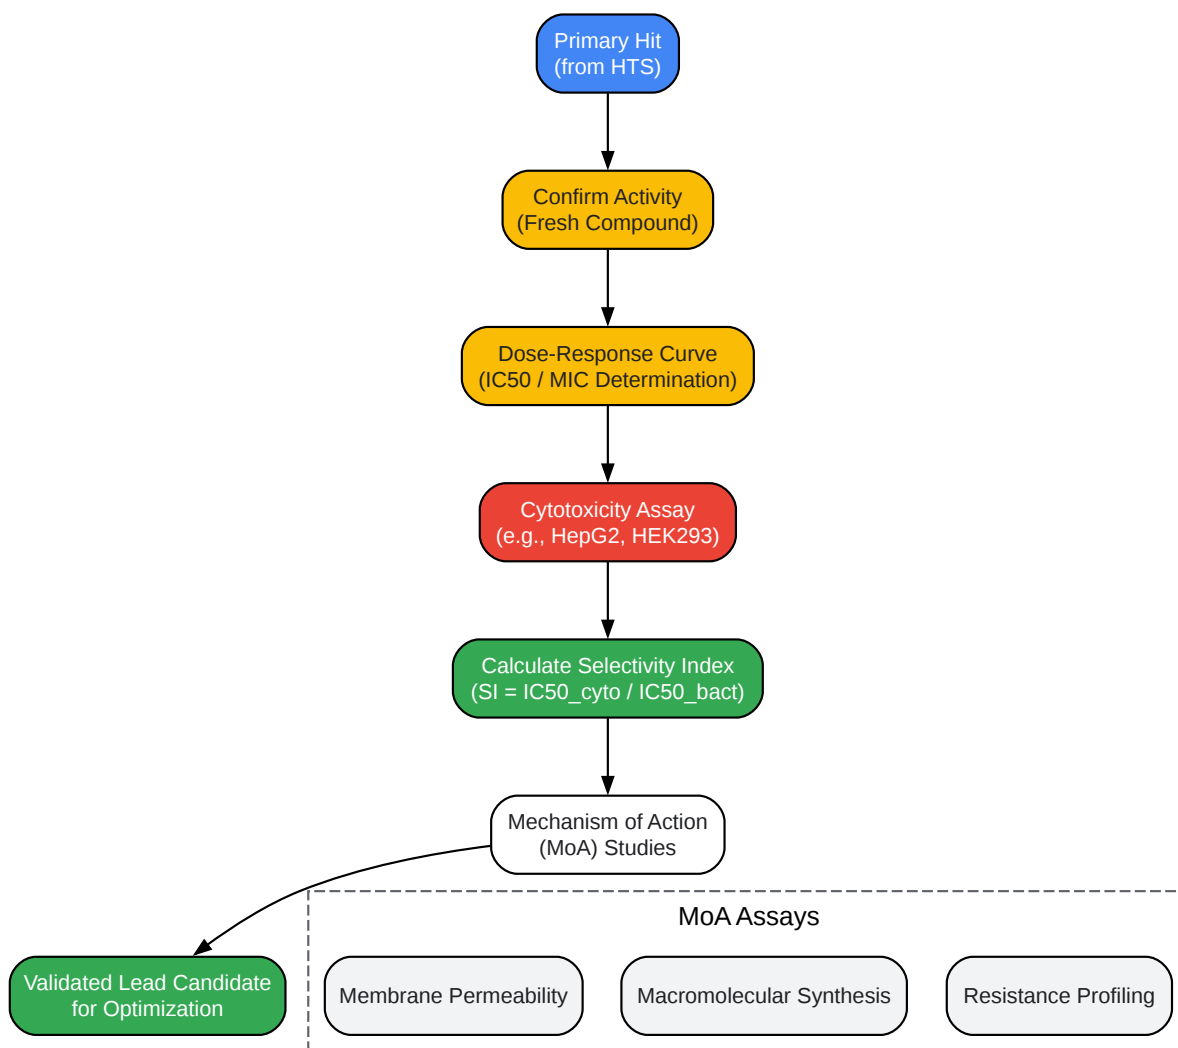 Primary Hit
(from HTS)
Confirm Activity
(Fresh Compound)
Dose-Response Curve
(IC50 / MIC Determination)
Cytotoxicity Assay
(e.g., HepG2, HEK293)
Calculate Selectivity Index
(SI = IC50_cyto / IC50_bact)
Mechanism of Action
(MoA) Studies
MoA Assays
Validated Lead Candidate
for Optimization
Membrane Permeability
Macromolecular Synthesis
Resistance Profiling